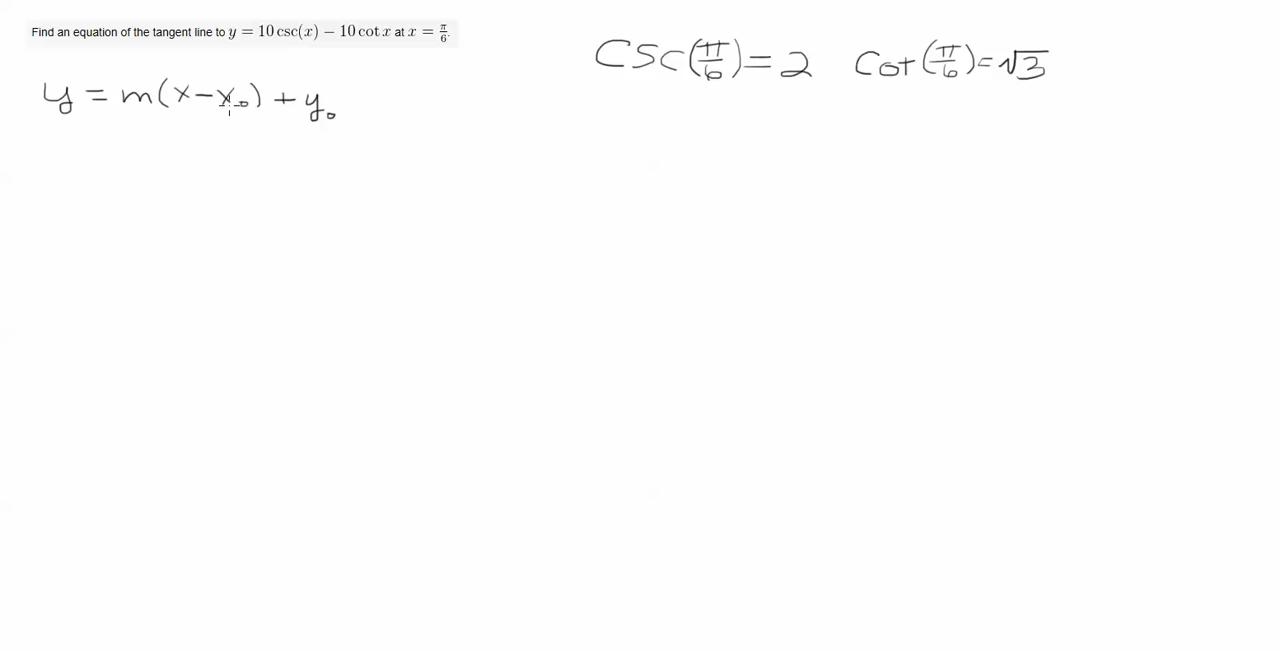 Find an equation of the tangent line to y = 10 csc(x) − 10 cot x at x = π/6.
csc(π/6) = 2 cot(π/6) = √3
y = m(x − x₀) + y₀